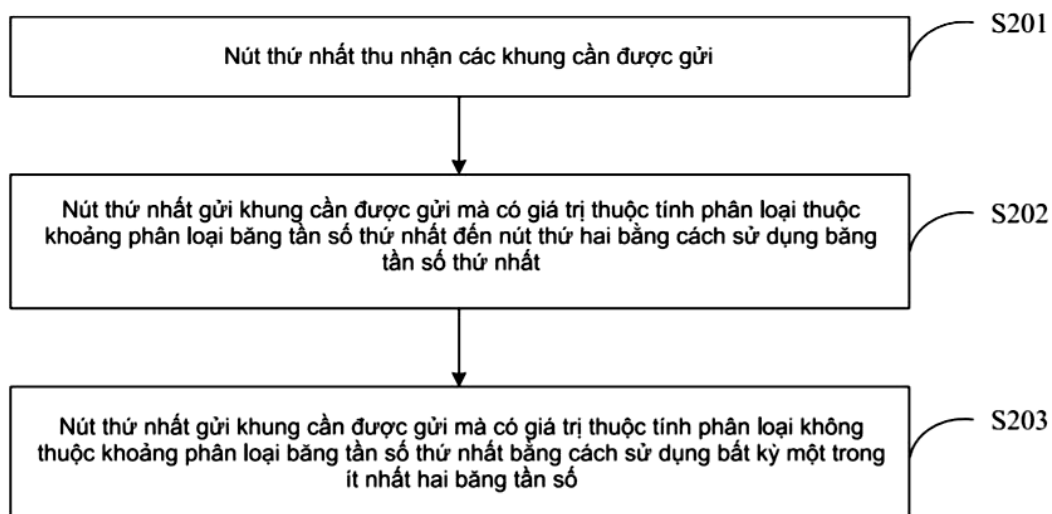 S201
Nút thứ nhất thu nhận các khung cần được gửi
Nút thứ nhất gửi khung cần được gửi mà có giá trị thuộc tính phân loại thuộc
khoảng phân loại băng tần số thứ nhất đến nút thứ hai bằng cách sử dụng băng
tần số thứ nhất
S202
Nút thứ nhất gửi khung cần được gửi mà có giá trị thuộc tính phân loại không
thuộc khoảng phân loại băng tần số thứ nhất bằng cách sử dụng bất kỳ một trong
ít nhất hai băng tần số
S203